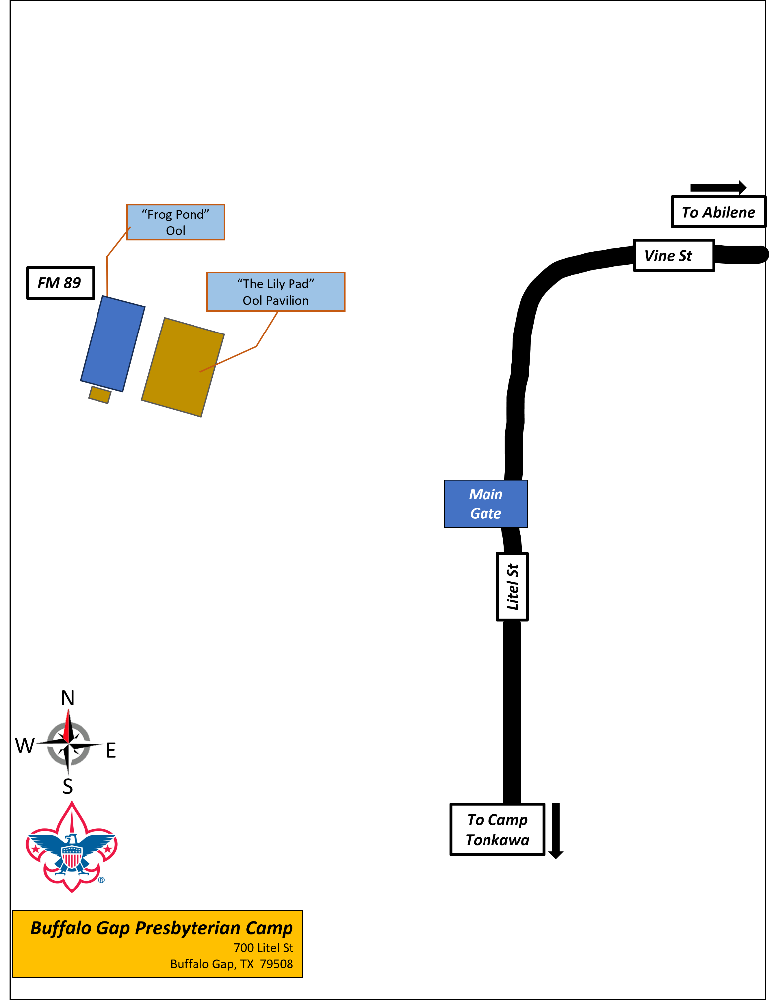 To Abilene
“Frog Pond”
Ool
Vine St
FM 89
“The Lily Pad”
Ool Pavilion
Main
Gate
Litel St
N
W
E
S
To Camp
Tonkawa
®
Buffalo Gap Presbyterian Camp
700 Litel St
Buffalo Gap, TX  79508